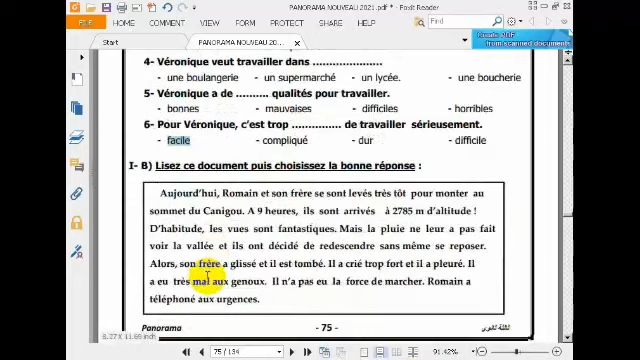 PANORAMA NOUVEAU 2021.pdf * - Foxit Reader
FILE HOME COMMENT VIEW FORM PROTECT SHARE HELP Find
Create PDF
from scanned documents
Start PANORAMA NOUVEAU 2021.p...
4- Véronique veut travailler dans .....................
- une boulangerie - un supermarché - un lycée. - une boucherie
5- Véronique a de .......... qualités pour travailler.
- bonnes - mauvaises - difficiles - horribles
6- Pour Véronique, c'est trop ................ de travailler sérieusement.
- facile - compliqué - dur - difficile
I- B) Lisez ce document puis choisissez la bonne réponse :
Aujourd'hui, Romain et son frère se sont levés très tôt pour monter au
sommet du Canigou. A 9 heures, ils sont arrivés à 2785 m d'altitude !
D'habitude, les vues sont fantastiques. Mais la pluie ne leur a pas fait
voir la vallée et ils ont décidé de redescendre sans même se reposer.
Alors, son frère a glissé et il est tombé. Il a crié trop fort et il a pleuré. Il
a eu très mal aux genoux. Il n'a pas eu la force de marcher. Romain a
téléphoné aux urgences.
Panorama - 75 -
75 / 134 91.42%